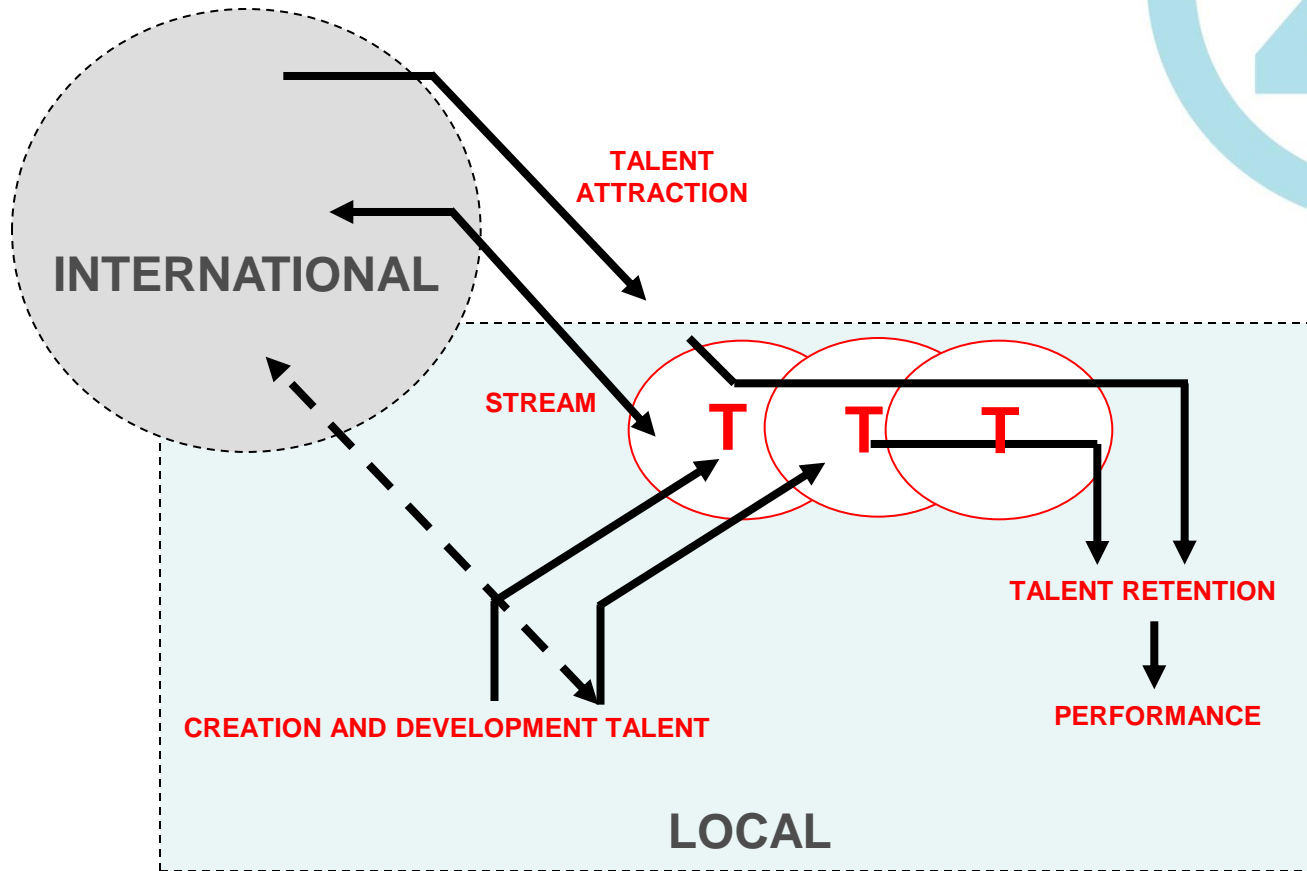 TALENT
ATTRACTION
INTERNATIONAL
STREAM
T T T
TALENT RETENTION
CREATION AND DEVELOPMENT TALENT
PERFORMANCE
LOCAL